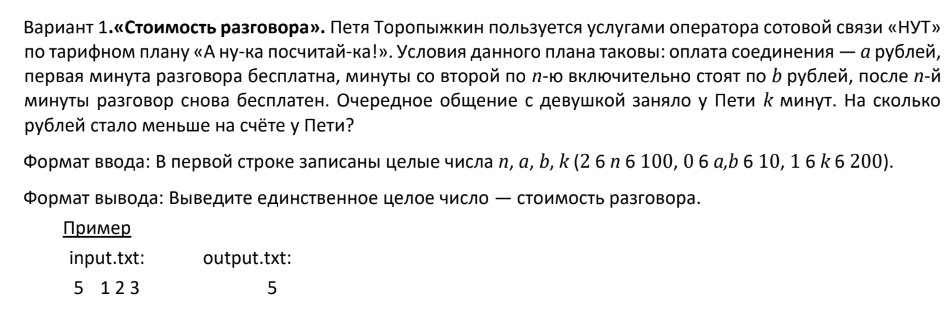 Вариант 1.«Стоимость разговора». Петя Торопыжкин пользуется услугами оператора сотовой связи «НУТ»
по тарифном плану «А ну-ка посчитай-ка!». Условия данного плана таковы: оплата соединения — a рублей,
первая минута разговора бесплатна, минуты со второй по n-ю включительно стоят по b рублей, после n-й
минуты разговор снова бесплатен. Очередное общение с девушкой заняло у Пети k минут. На сколько
рублей стало меньше на счёте у Пети?
Формат ввода: В первой строке записаны целые числа n, a, b, k (2 6 n 6 100, 0 6 a,b 6 10, 1 6 k 6 200).
Формат вывода: Выведите единственное целое число — стоимость разговора.
Пример
input.txt: output.txt:
5 1 2 3 5